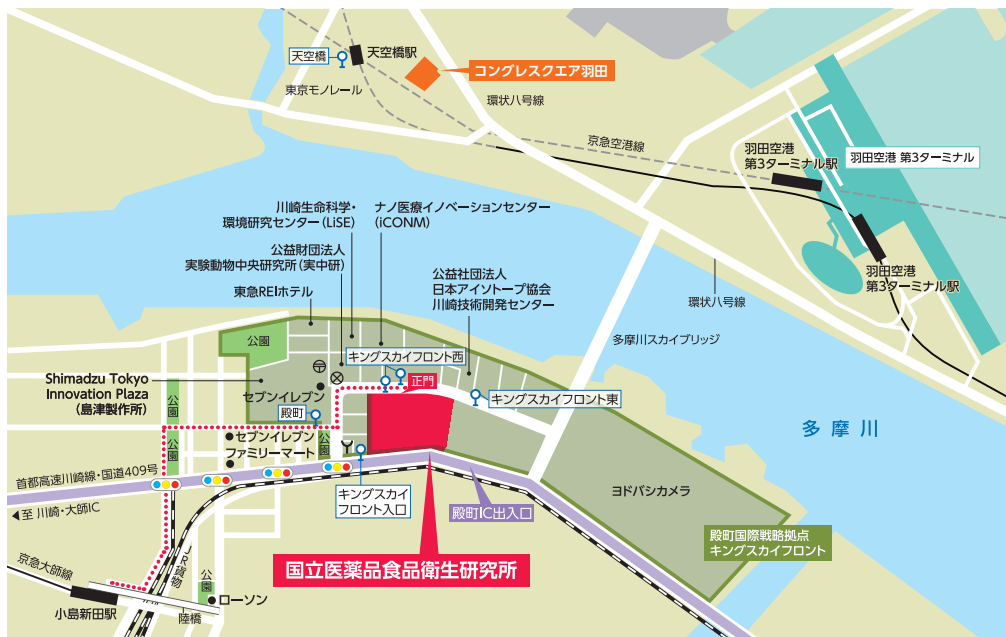 天空橋
天空橋駅
コングレスクエア羽田
東京モノレール
環状八号線
京急空港線
羽田空港
第3ターミナル駅
羽田空港 第3ターミナル
川崎生命科学・
環境研究センター(LiSE)
ナノ医療イノベーションセンター
(iCONM)
公益財団法人
実験動物中央研究所(実中研)
公益社団法人
日本アイソトープ協会
川崎技術開発センター
東急REIホテル
羽田空港
第3ターミナル駅
環状八号線
多摩川スカイブリッジ
公園
キングスカイフロント西
正門
Shimadzu Tokyo
Innovation Plaza
(島津製作所)
セブンイレブン
キングスカイフロント東
公園
殿町
多摩川
公園
セブンイレブン
ファミリーマート
公園
首都高速川崎線・国道409号
キングスカイ
フロント入口
ヨドバシカメラ
殿町IC出入口
至 川崎・大師IC
殿町国際戦略拠点
キングスカイフロント
国立医薬品食品衛生研究所
京急大師線
JR貨物
公園
ローソン
小島新田駅
陸橋